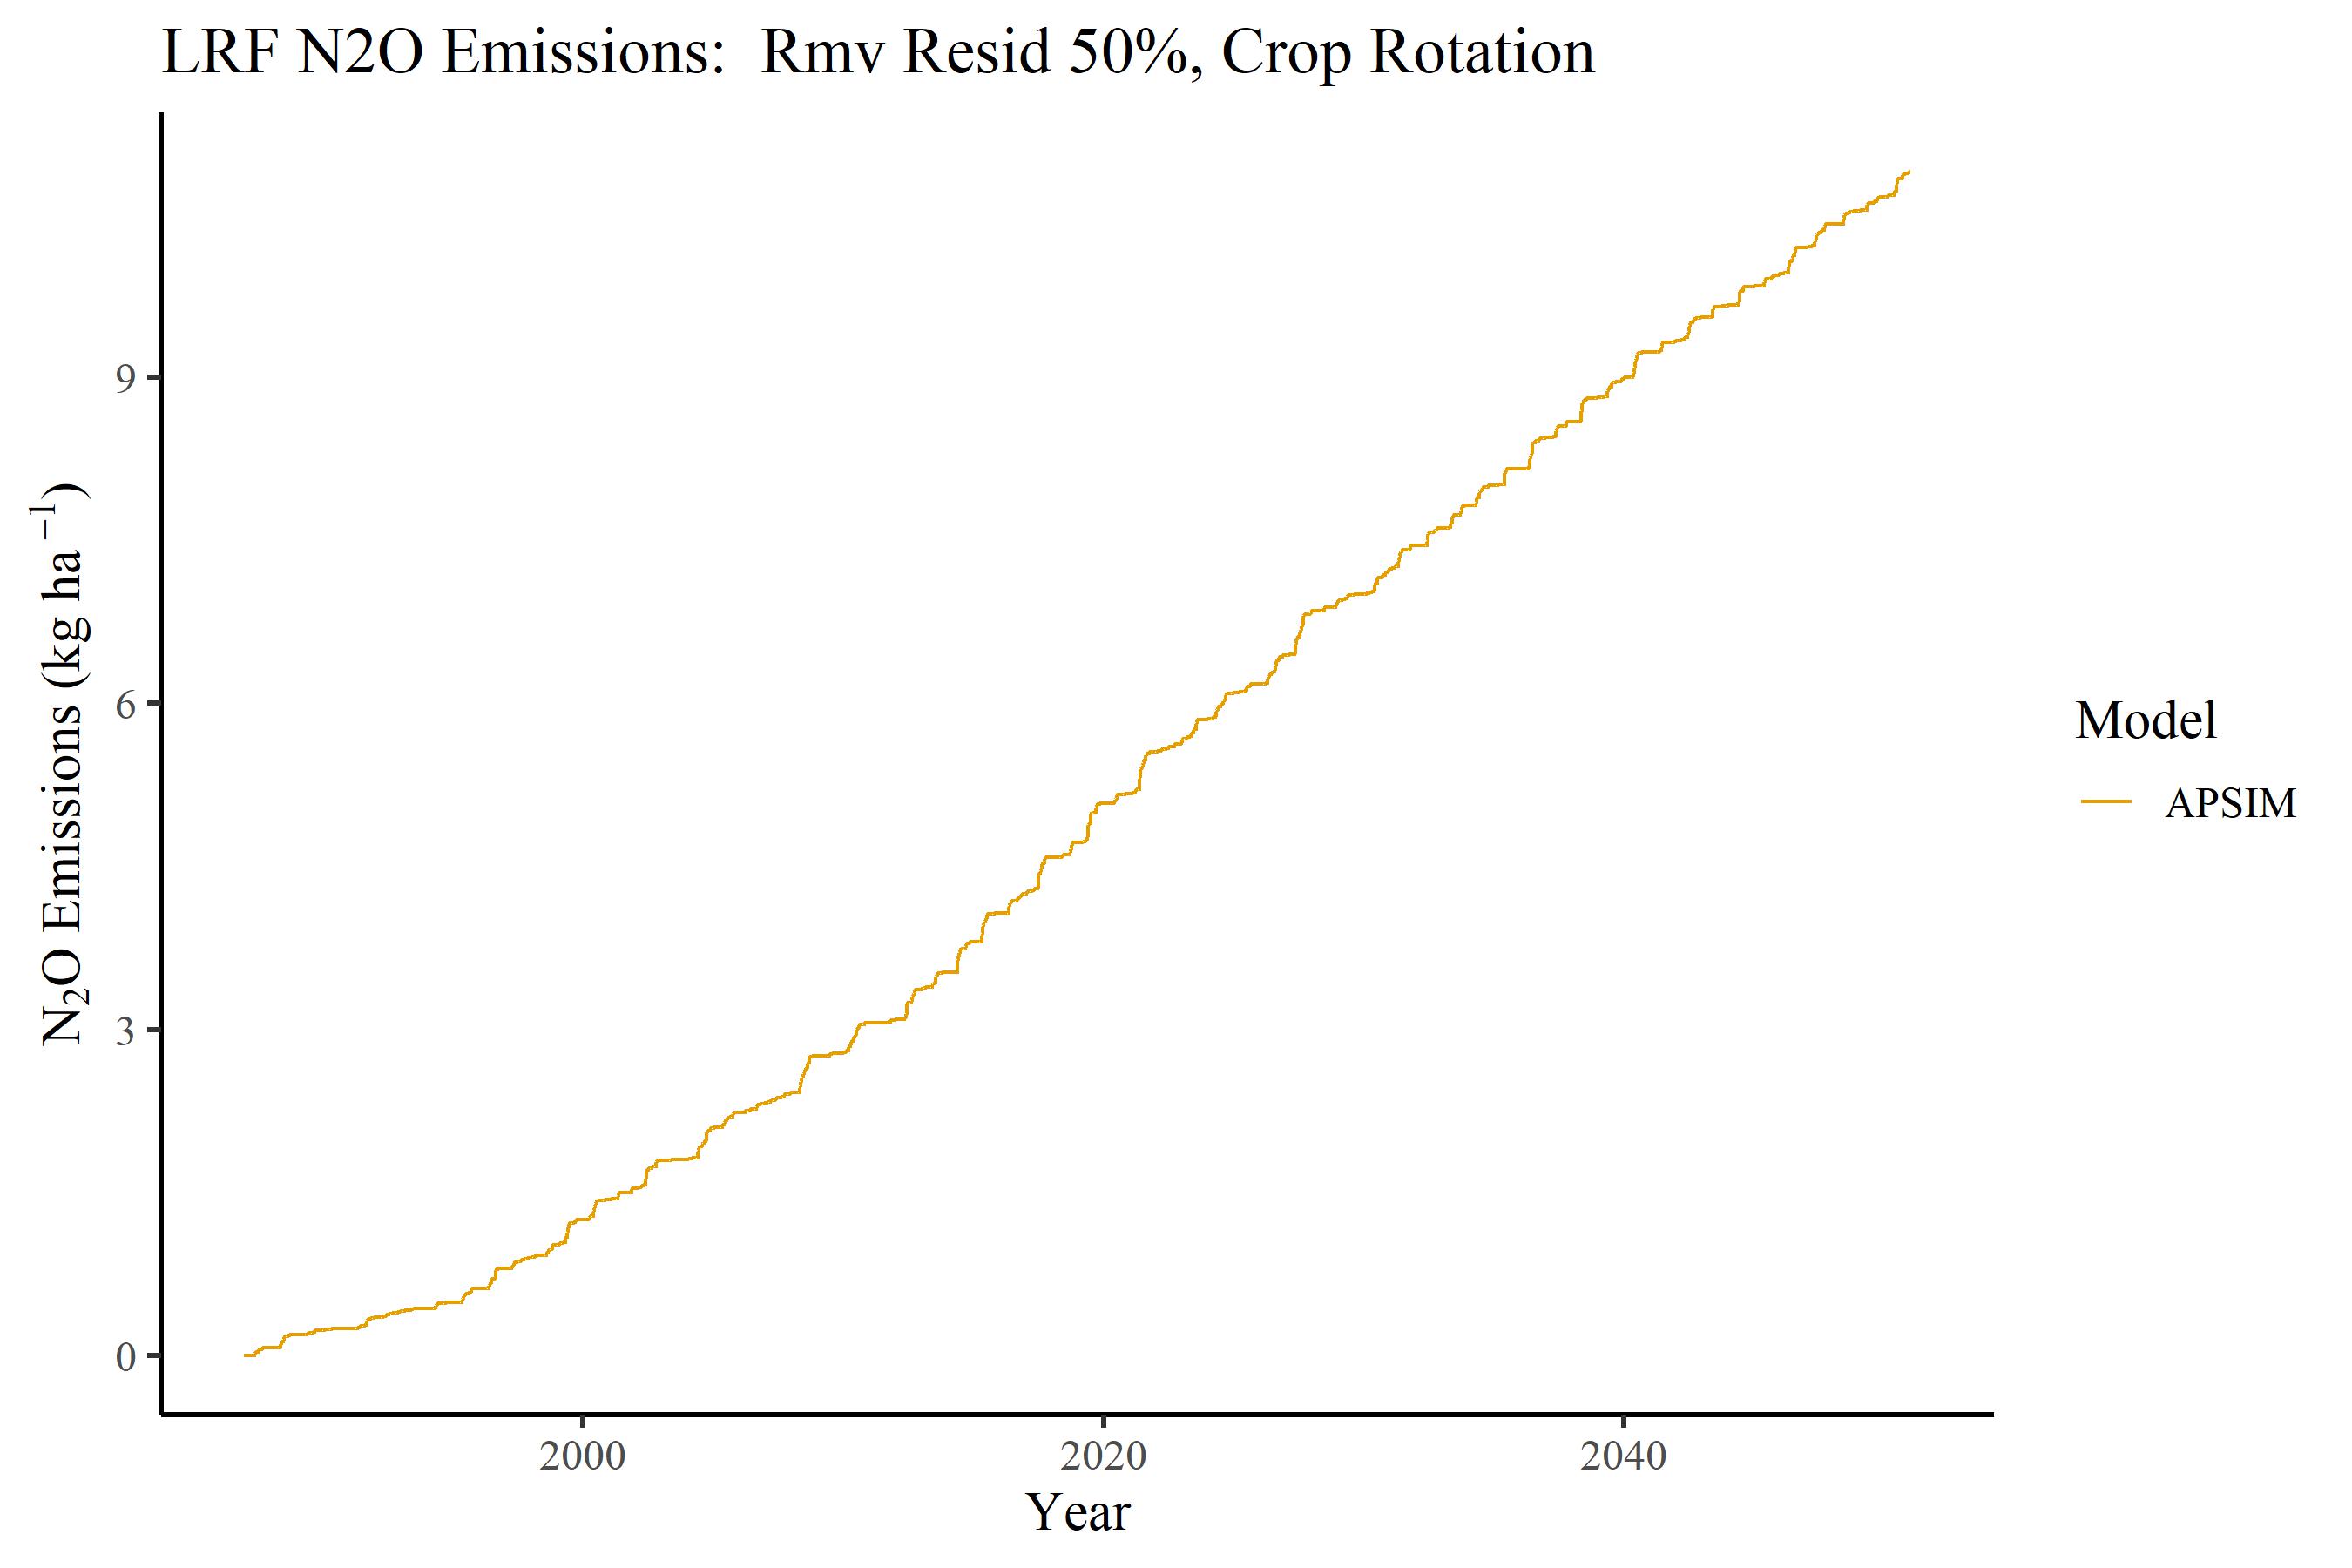 LRF N2O Emissions:  Rmv Resid 50%, Crop Rotation
N₂O Emissions (kg ha⁻¹)
9
6
3
0
2000 2020 2040
Year
Model
APSIM